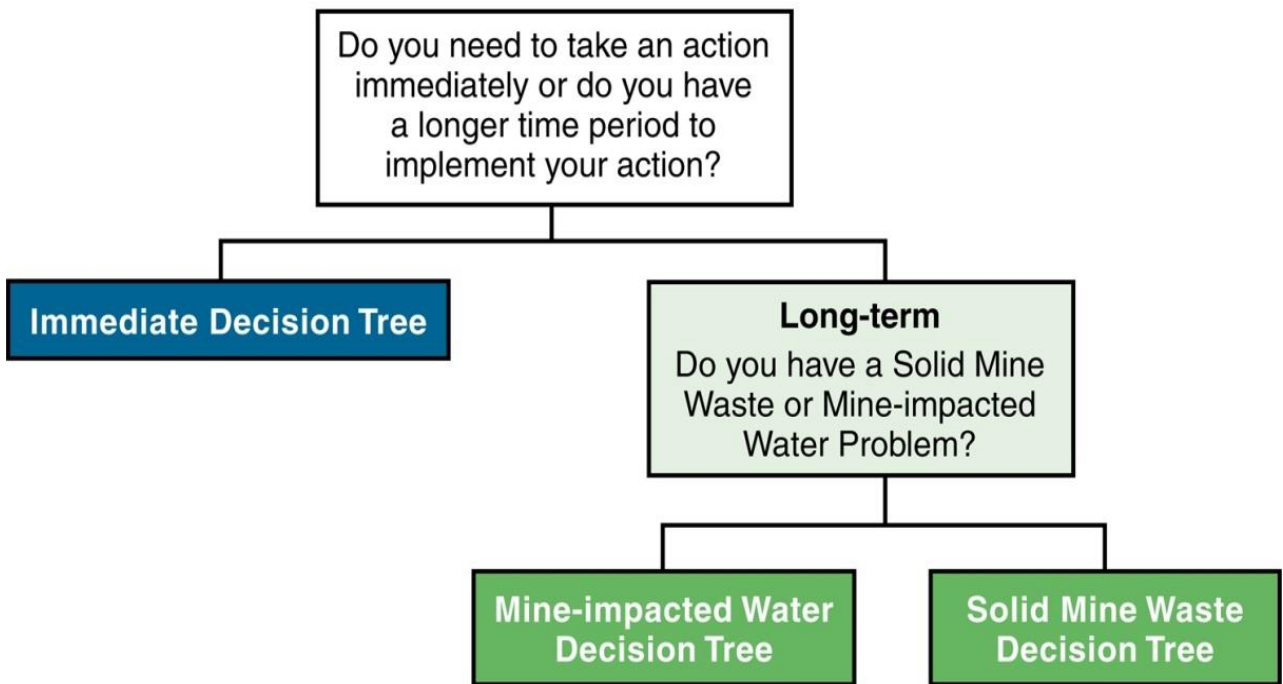 Do you need to take an action
immediately or do you have
a longer time period to
implement your action?
Immediate Decision Tree
Long-term
Do you have a Solid Mine
Waste or Mine-impacted
Water Problem?
Mine-impacted Water
Decision Tree
Solid Mine Waste
Decision Tree